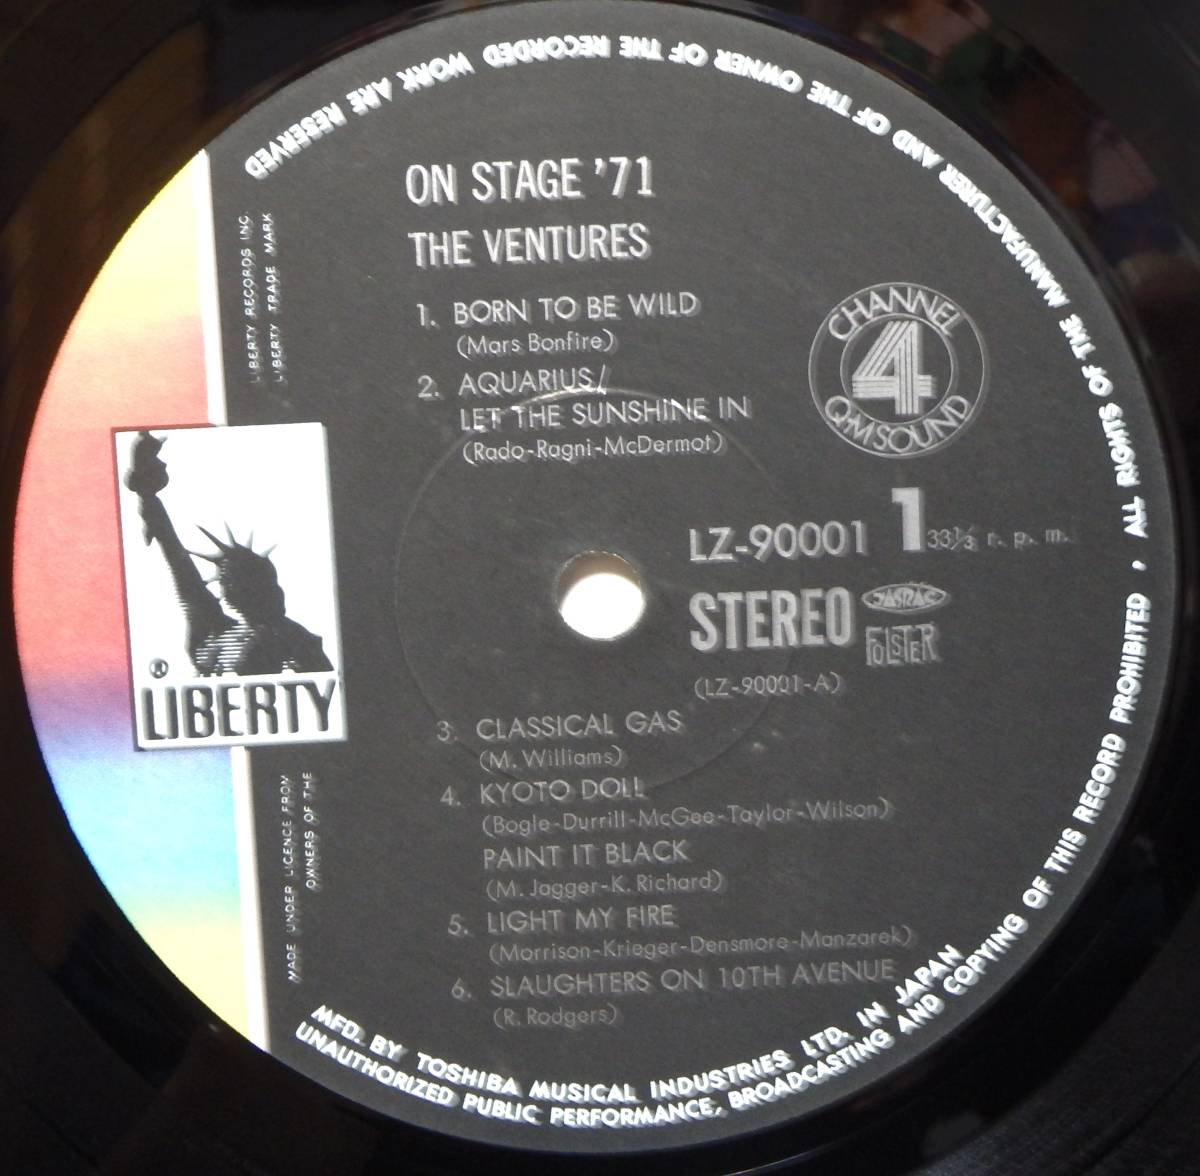 ON STAGE '71
THE VENTURES
1. BORN TO BE WILD
(Mars Bonfire)
2. AQUARIUS/
LET THE SUNSHINE IN
(Rado-Ragni-McDermot)
CHANNEL
4
QMSOUND
LZ-90001 1 33⅓ r. p. m.
STEREO
JASRAC
FOLSTER
(LZ-90001-A)
3. CLASSICAL GAS
(M. Williams)
4. KYOTO DOLL
(Bogle-Durrill-McGee-Taylor-Wilson)
PAINT IT BLACK
(M. Jagger-K. Richard)
5. LIGHT MY FIRE
(Morrison-Krieger-Densmore-Manzarek)
6. SLAUGHTERS ON 10TH AVENUE
(R. Rodgers)
LIBERTY RECORDS INC.
LIBERTY TRADE MARK
®
LIBERTY
MADE UNDER LICENCE FROM
OWNERS OF THE
MFD. BY TOSHIBA MUSICAL INDUSTRIES LTD. IN JAPAN
UNAUTHORIZED PUBLIC PERFORMANCE, BROADCASTING AND COPYING OF THIS RECORD PROHIBITED, ALL RIGHTS OF THE MANUFACTURER AND OF THE OWNER OF THE RECORDED WORK ARE RESERVED